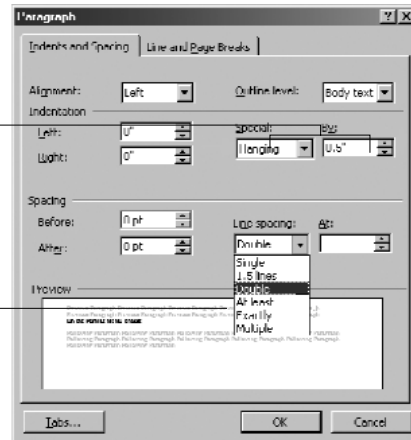 Paragraph
Indents and Spacing Line and Page Breaks
Alignment: Left Outline level: Body text
Indentation
Left: 0" Special: By:
Right: 0" Hanging 0.5"
Spacing
Before: 0 pt Line spacing: At:
After: 0 pt Double
Single
1.5 lines
Double
At least
Exactly
Multiple
Preview
Tabs... OK Cancel